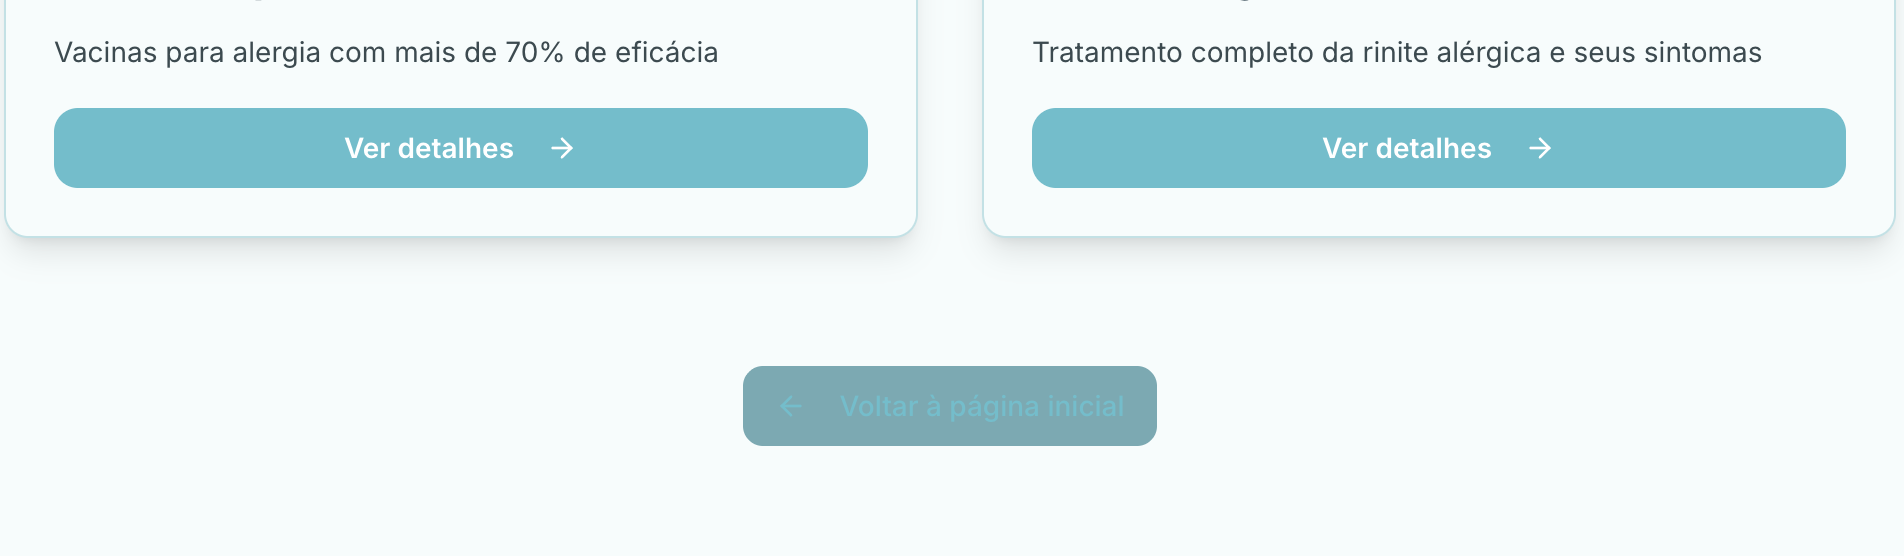 Vacinas para alergia com mais de 70% de eficácia
Ver detalhes
Tratamento completo da rinite alérgica e seus sintomas
Ver detalhes
Voltar à página inicial